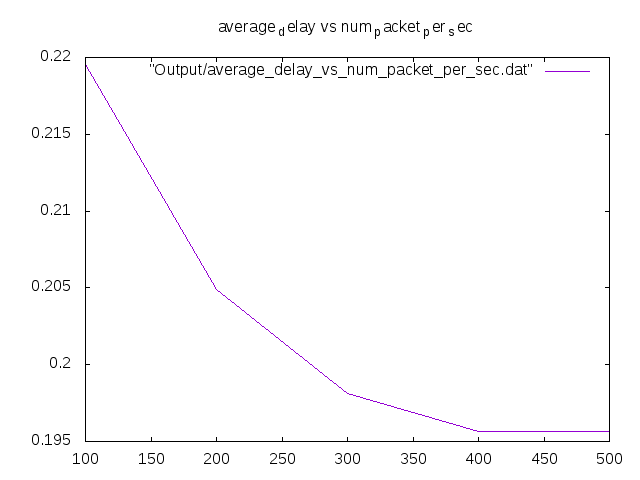 average_delay vs num_packet_per_sec
"Output/average_delay_vs_num_packet_per_sec.dat"
0.22
0.215
0.21
0.205
0.2
0.195
100 150 200 250 300 350 400 450 500